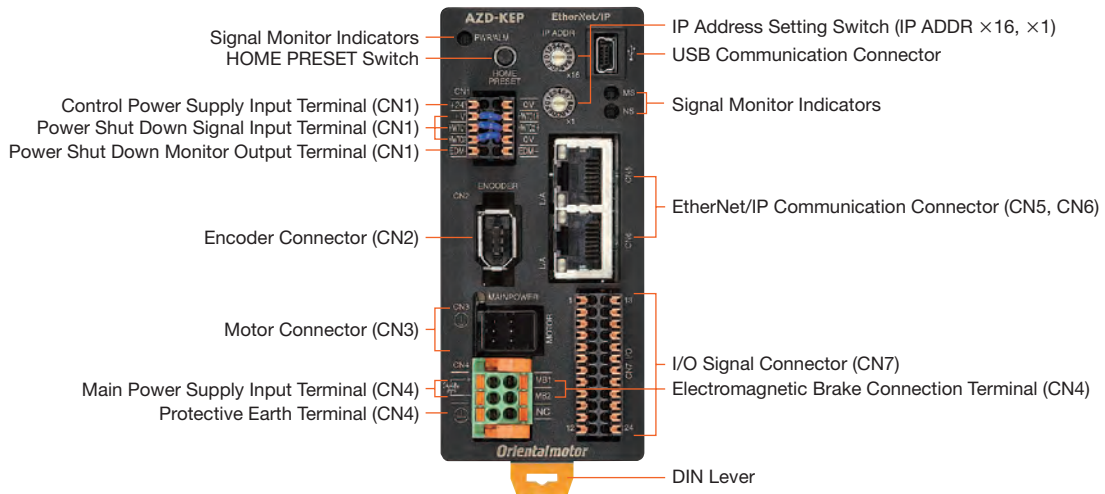 AZD-KEP EtherNet/IP
Signal Monitor Indicators
HOME PRESET Switch
Control Power Supply Input Terminal (CN1)
Power Shut Down Signal Input Terminal (CN1)
Power Shut Down Monitor Output Terminal (CN1)
Encoder Connector (CN2)
Motor Connector (CN3)
Main Power Supply Input Terminal (CN4)
Protective Earth Terminal (CN4)
PWR/ALM
IP ADDR
HOME
PRESET
×16
×1
MS
NS
CN1
+24
0V
0V
CN2
ENCODER
L/A
CN5
L/A
CN6
CN3
MAINPOWER
MOTOR
CN4
MB1
MB2
NC
1
13
CN7 I/O
12
24
Orientalmotor
IP Address Setting Switch (IP ADDR ×16, ×1)
USB Communication Connector
Signal Monitor Indicators
EtherNet/IP Communication Connector (CN5, CN6)
I/O Signal Connector (CN7)
Electromagnetic Brake Connection Terminal (CN4)
DIN Lever